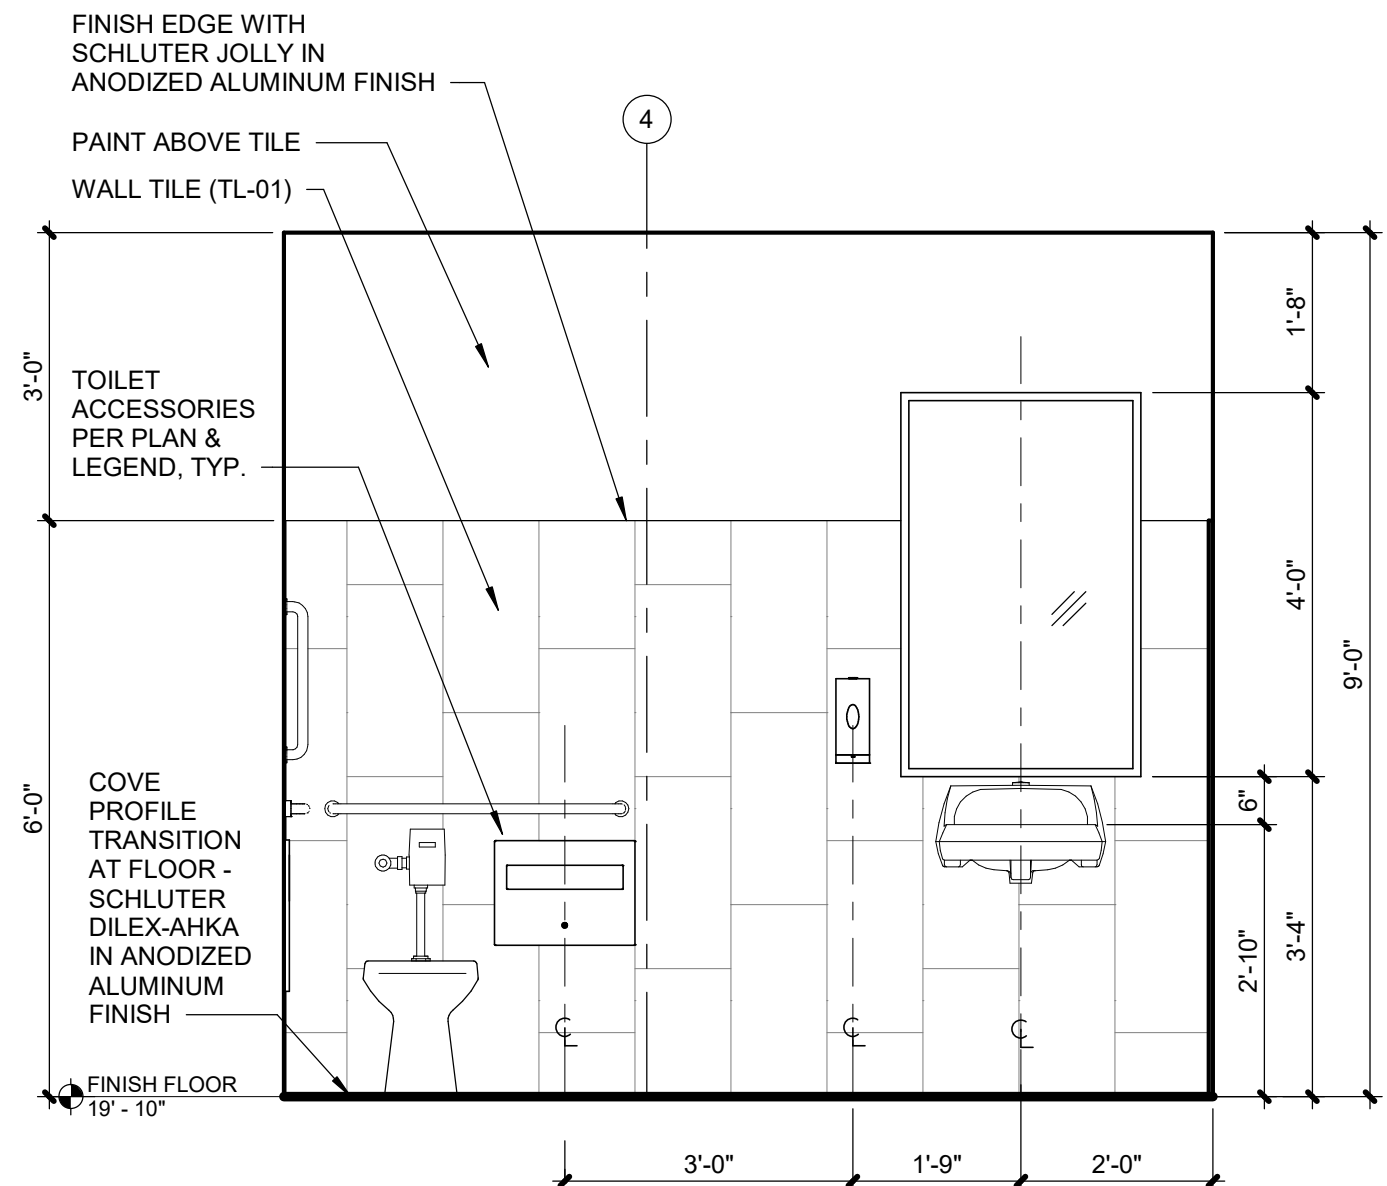 FINISH EDGE WITH
SCHLUTER JOLLY IN
ANODIZED ALUMINUM FINISH
4
PAINT ABOVE TILE
WALL TILE (TL-01)
3'-0"
1'-8"
TOILET
ACCESSORIES
PER PLAN &
LEGEND, TYP.
4'-0"
9'-0"
6'-0"
COVE
PROFILE
TRANSITION
AT FLOOR -
SCHLUTER
DILEX-AHKA
IN ANODIZED
ALUMINUM
FINISH
6"
2'-10"
3'-4"
CL
CL
CL
FINISH FLOOR
19' - 10"
3'-0"
1'-9"
2'-0"